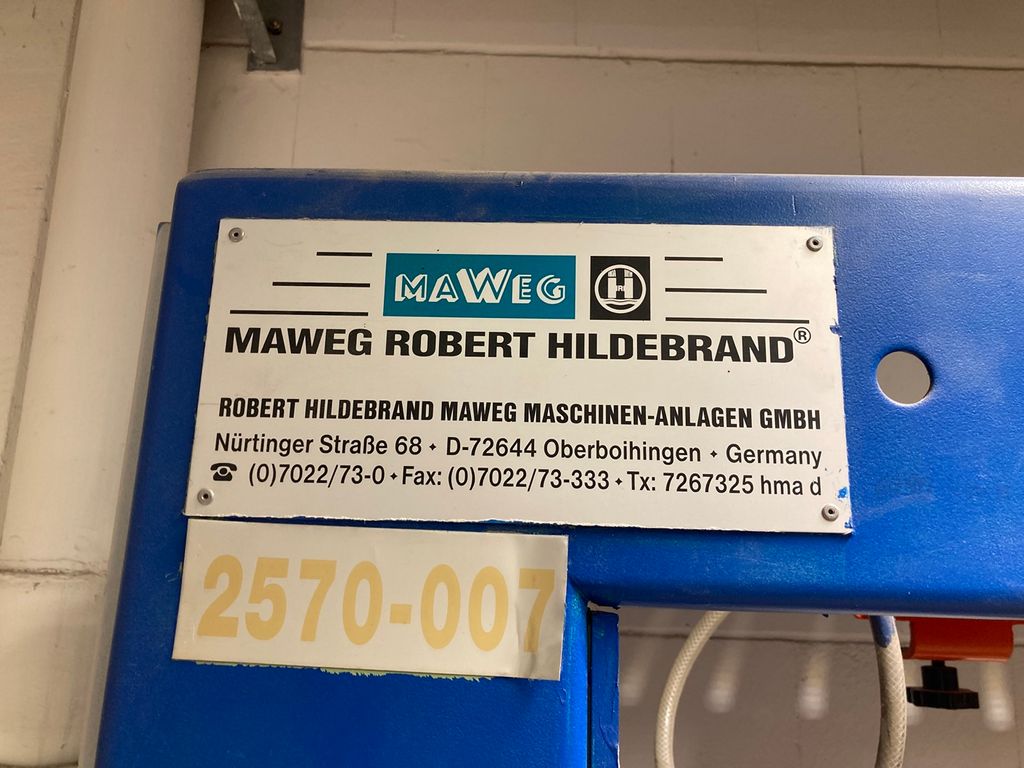 MAWEG
HRI
MAWEG ROBERT HILDEBRAND®
ROBERT HILDEBRAND MAWEG MASCHINEN-ANLAGEN GMBH
Nürtinger Straße 68 • D-72644 Oberboihingen • Germany
☎ (0)7022/73-0 • Fax: (0)7022/73-333 • Tx: 7267325 hma d
2570-007